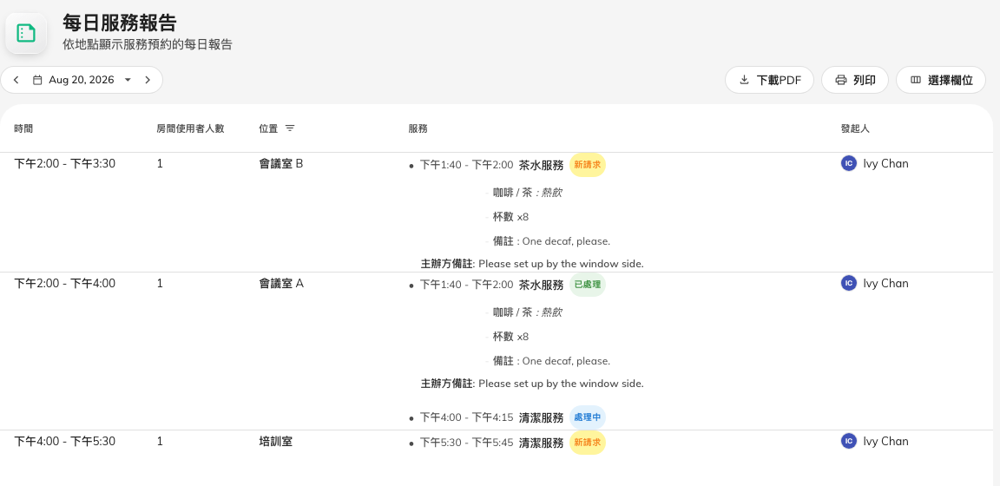 每日服務報告
依地點顯示服務預約的每日報告
Aug 20, 2026
下載PDF
列印
選擇欄位
時間 房間使用者人數 位置 服務 發起人
下午2:00 - 下午3:30 1 會議室 B • 下午1:40 - 下午2:00 茶水服務 新請求 IC Ivy Chan
咖啡 / 茶 : 熱飲
杯數 x8
備註 : One decaf, please.
主辦方備註: Please set up by the window side.
下午2:00 - 下午4:00 1 會議室 A • 下午1:40 - 下午2:00 茶水服務 已處理 IC Ivy Chan
咖啡 / 茶 : 熱飲
杯數 x8
備註 : One decaf, please.
主辦方備註: Please set up by the window side.
• 下午4:00 - 下午4:15 清潔服務 處理中
下午4:00 - 下午5:30 1 培訓室 • 下午5:30 - 下午5:45 清潔服務 新請求 IC Ivy Chan